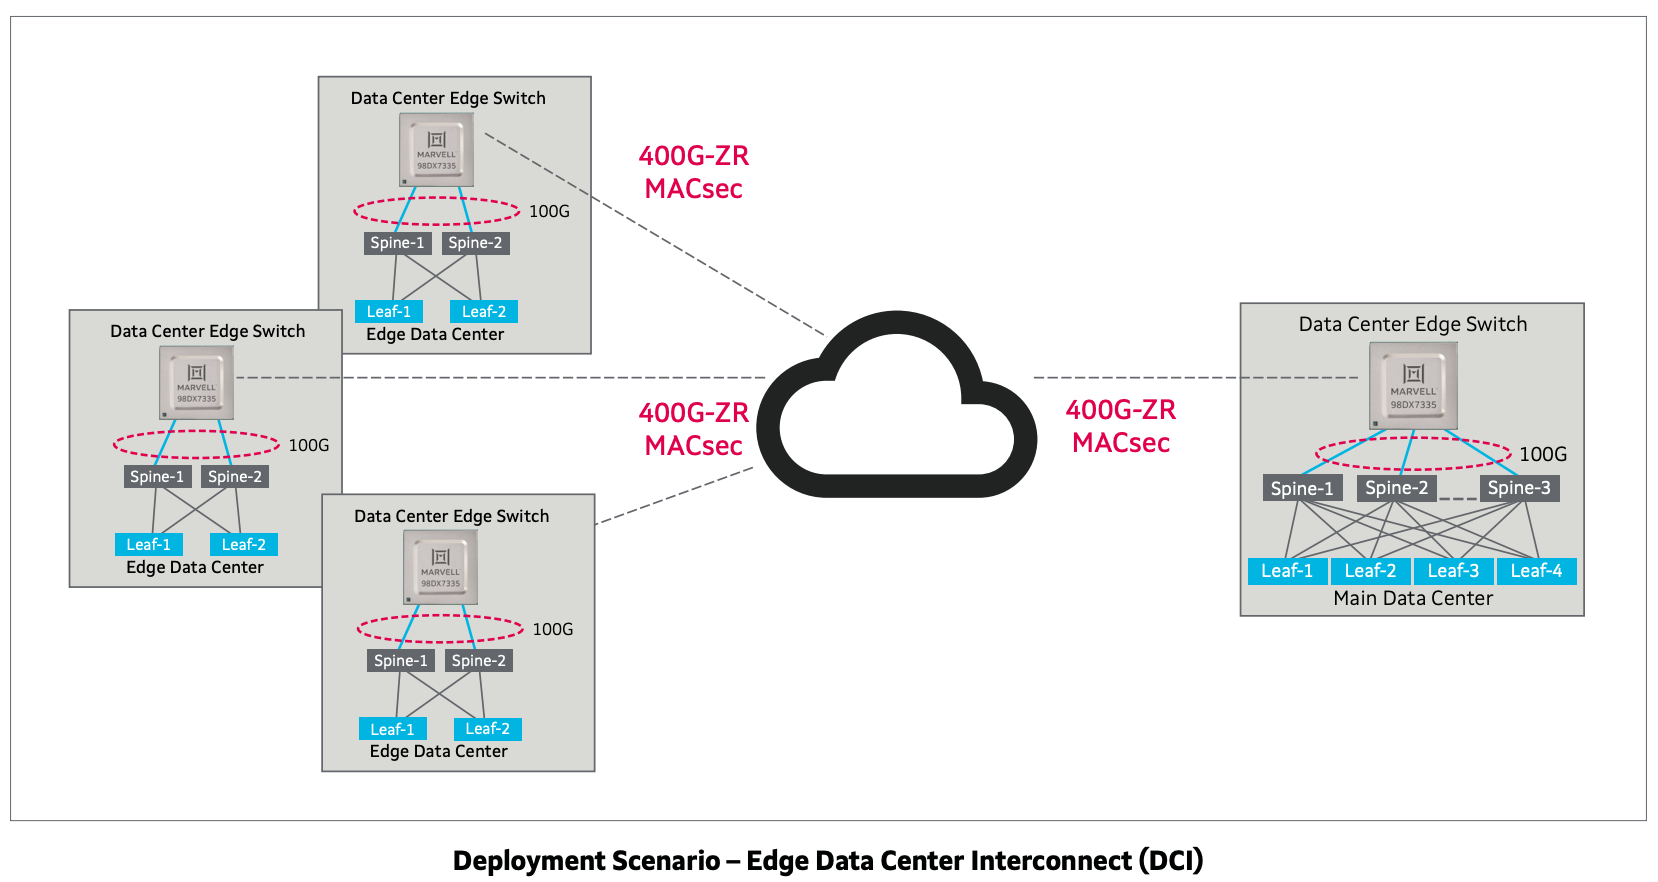 Data Center Edge Switch
MARVELL
98DX7335
100G
Spine-1 Spine-2
Leaf-1 Leaf-2
Edge Data Center
400G-ZR
MACsec
Data Center Edge Switch
MARVELL
98DX7335
100G
Spine-1 Spine-2
Leaf-1 Leaf-2
Edge Data Center
400G-ZR
MACsec
Data Center Edge Switch
MARVELL
98DX7335
100G
Spine-1 Spine-2
Leaf-1 Leaf-2
Edge Data Center
400G-ZR
MACsec
Data Center Edge Switch
MARVELL
98DX7335
100G
Spine-1 Spine-2 Spine-3
Leaf-1 Leaf-2 Leaf-3 Leaf-4
Main Data Center
Deployment Scenario – Edge Data Center Interconnect (DCI)